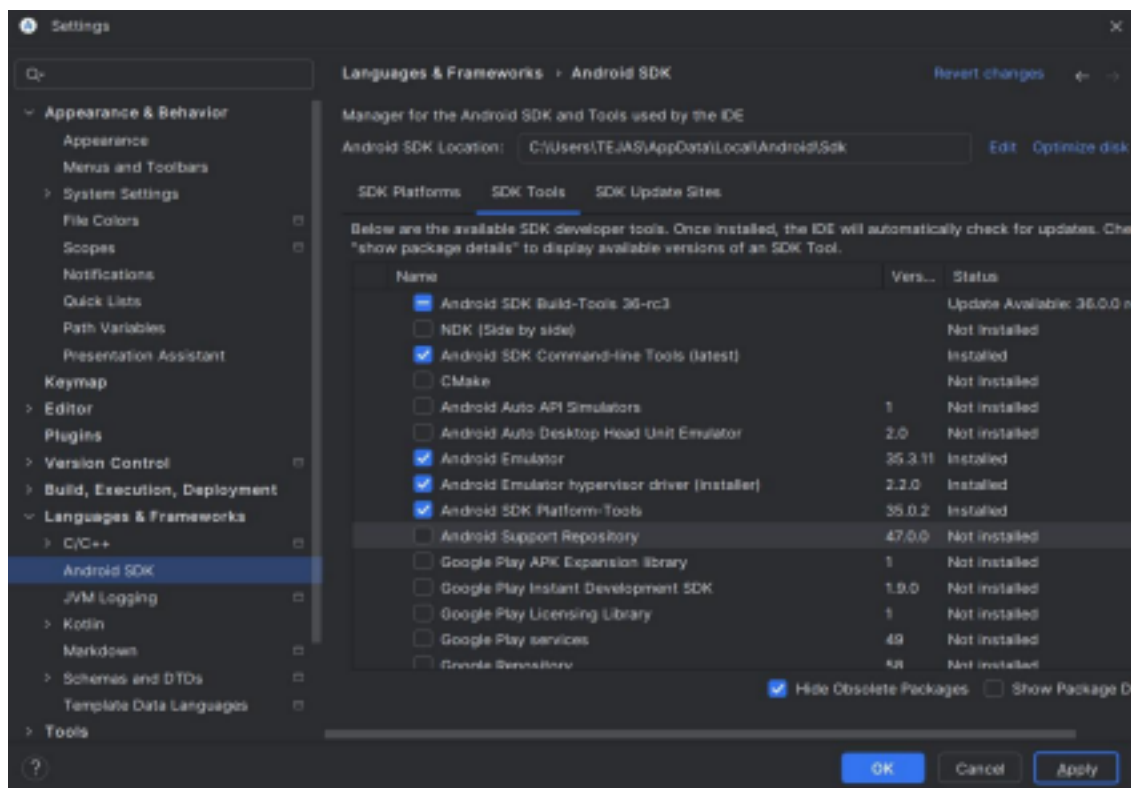 Settings
Languages & Frameworks › Android SDK
Revert changes
Appearance & Behavior
Appearance
Menus and Toolbars
System Settings
File Colors
Scopes
Notifications
Quick Lists
Path Variables
Presentation Assistant
Keymap
Editor
Plugins
Version Control
Build, Execution, Deployment
Languages & Frameworks
C/C++
Android SDK
JVM Logging
Kotlin
Markdown
Schemas and DTDs
Template Data Languages
Tools
Manager for the Android SDK and Tools used by the IDE
Android SDK Location: C:\Users\TEJAS\AppData\Local\Android\Sdk Edit Optimize disk
SDK Platforms SDK Tools SDK Update Sites
Below are the available SDK developer tools. Once installed, the IDE will automatically check for updates. Che
"show package details" to display available versions of an SDK Tool.
Name Vers... Status
Android SDK Build-Tools 36-rc3 Update Available: 36.0.0 r
NDK (Side by side) Not Installed
Android SDK Command-line Tools (latest) Installed
CMake Not Installed
Android Auto API Simulators 1 Not installed
Android Auto Desktop Head Unit Emulator 2.0 Not installed
Android Emulator 35.3.11 Installed
Android Emulator hypervisor driver (installer) 2.2.0 Installed
Android SDK Platform-Tools 35.0.2 Installed
Android Support Repository 47.0.0 Not installed
Google Play APK Expansion library 1 Not installed
Google Play Instant Development SDK 1.9.0 Not installed
Google Play Licensing Library 1 Not installed
Google Play services 49 Not installed
Google Repository 58 Not installed
Hide Obsolete Packages Show Package D
? OK Cancel Apply